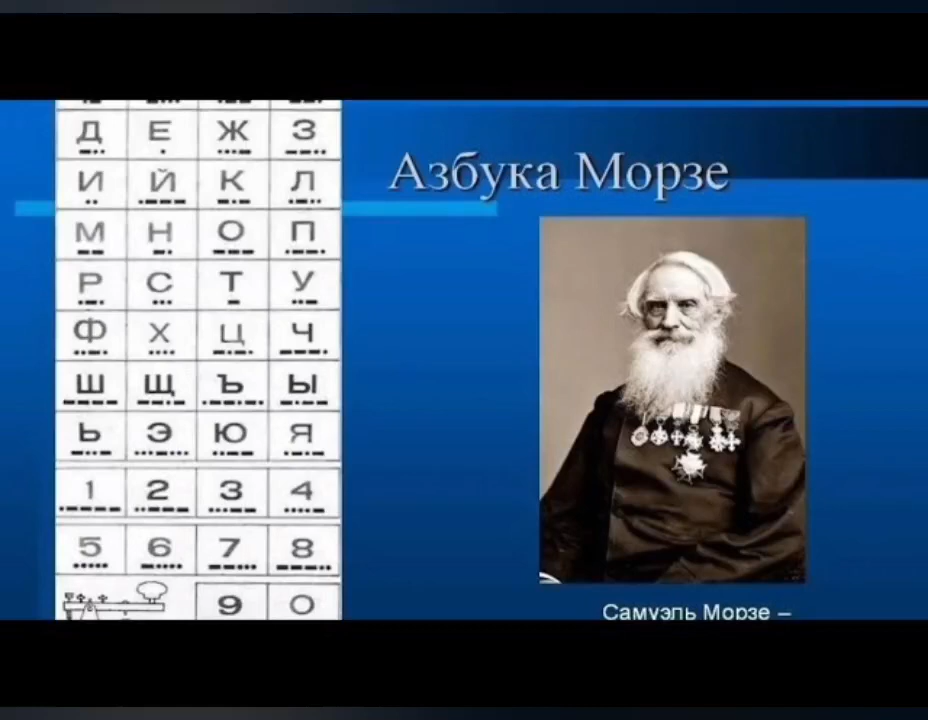 Д Е Ж З
-·· · ···- --··
И Й К Л
·· ·--- -·- ·-··
М Н О П
-- -· --- ·--·
Р С Т У
·-· ··· - ··-
Ф Х Ц Ч
··-· ···· -·-· ---·
Ш Щ Ъ Ы
---- --·- ·--·-· -·--
Ь Э Ю Я
-··- ··-·· ··-- ·-·-
1 2 3 4
·---- ··--- ···-- ····-
5 6 7 8
····· -···· --··· ---··
9 0
Азбука Морзе
Самуэль Морзе –